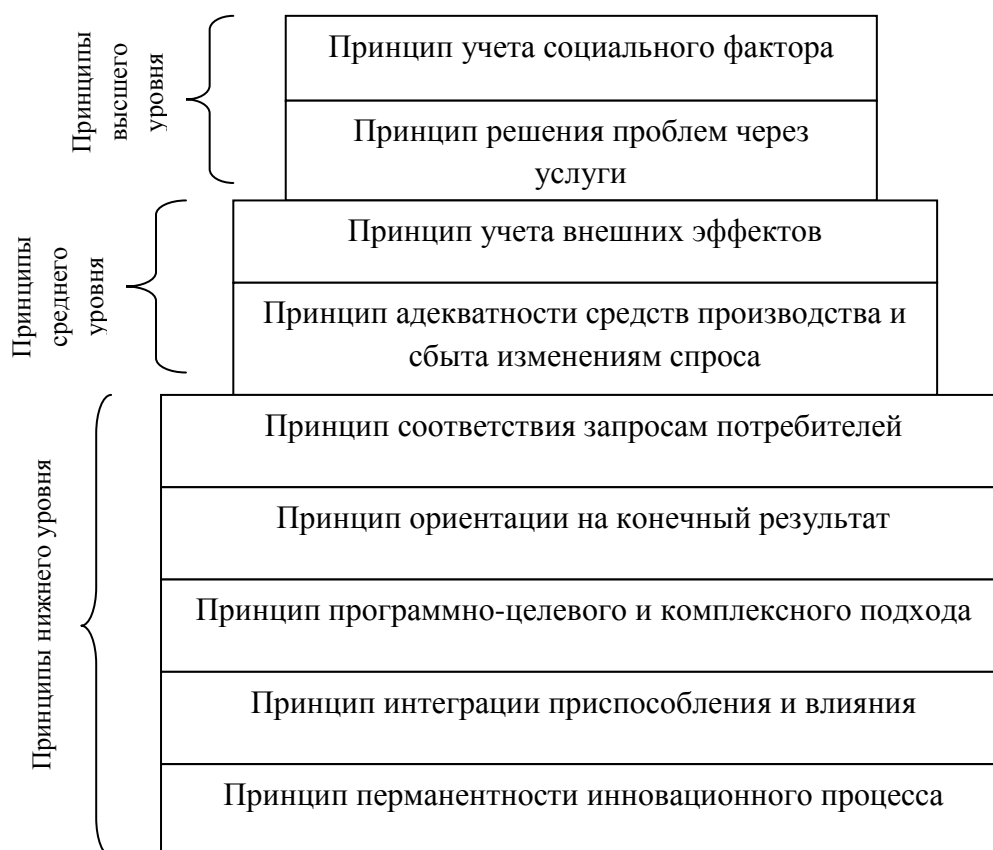 Принципы
высшего
уровня
Принцип учета социального фактора
Принцип решения проблем через
услуги
Принципы
среднего
уровня
Принцип учета внешних эффектов
Принцип адекватности средств производства и
сбыта изменениям спроса
Принципы нижнего уровня
Принцип соответствия запросам потребителей
Принцип ориентации на конечный результат
Принцип программно-целевого и комплексного подхода
Принцип интеграции приспособления и влияния
Принцип перманентности инновационного процесса